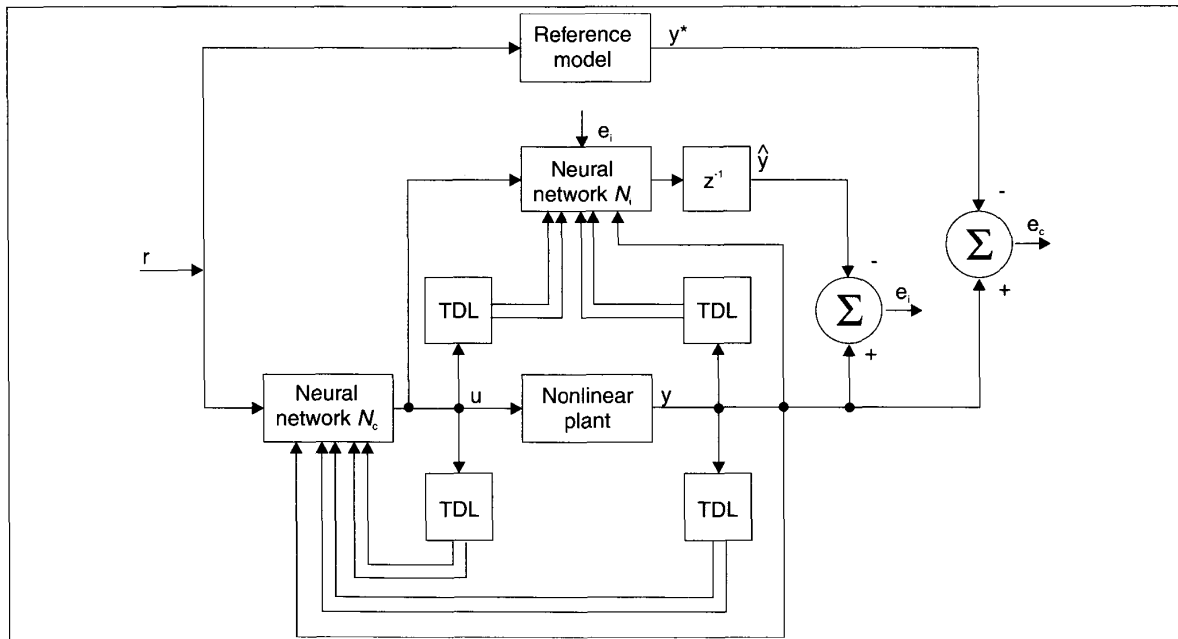 Reference
model
y*
e_i
Neural
network N_i
z⁻¹
ŷ
-
Σ
e_c
+
r
TDL
TDL
-
Σ
e_i
+
Neural
network N_c
u
Nonlinear
plant
y
TDL
TDL